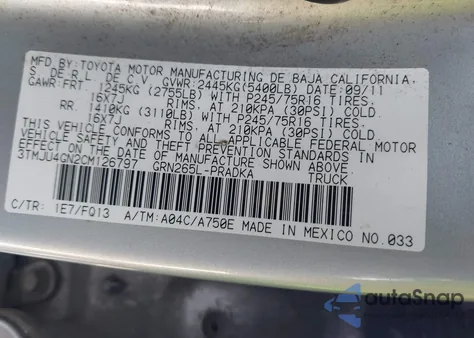 MFD.BY:TOYOTA MOTOR MANUFACTURING DE BAJA CALIFORNIA,
S DE R.L DE C.V GVWR:2445KG(5400LB) DATE:09/11
GAWR:FRT 1245KG (2755LB) WITH P245/75R16 TIRES,
16X7J RIMS, AT 210KPA (30PSI) COLD.
RR 1410KG (3110LB) WITH P245/75R16 TIRES,
16X7J RIMS, AT 210KPA (30PSI) COLD.
THIS VEHICLE CONFORMS TO ALL APPLICABLE FEDERAL MOTOR
VEHICLE SAFETY AND THEFT PREVENTION STANDARDS IN
EFFECT ON THE DATE OF MANUFACTURE SHOWN ABOVE.
3TMJU4GN2CM126797 GRN265L-PRADKA TRUCK
C/TR: 1E7/FQ13 A/TM:A04C/A750E MADE IN MEXICO NO.033
autoSnap